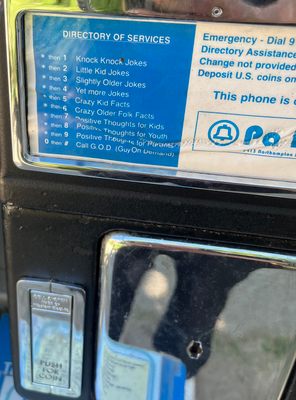 DIRECTORY OF SERVICES
* then 1 Knock Knock Jokes
* then 2 Little Kid Jokes
* then 3 Slightly Older Jokes
* then 4 Yet more Jokes
* then 5 Crazy Kid Facts
* then 6 Crazy Older Folk Facts
* then 7 Positive Thoughts for Kids
* then 8 Positive Thoughts for Youth
* then 9 Positive Thoughts for Parents
* then # Call G.O.D. (Guy On Demand)
Emergency - Dial 9
Directory Assistance
Change not provided
Deposit U.S. coins on
This phone is
PUSH
FOR
COIN